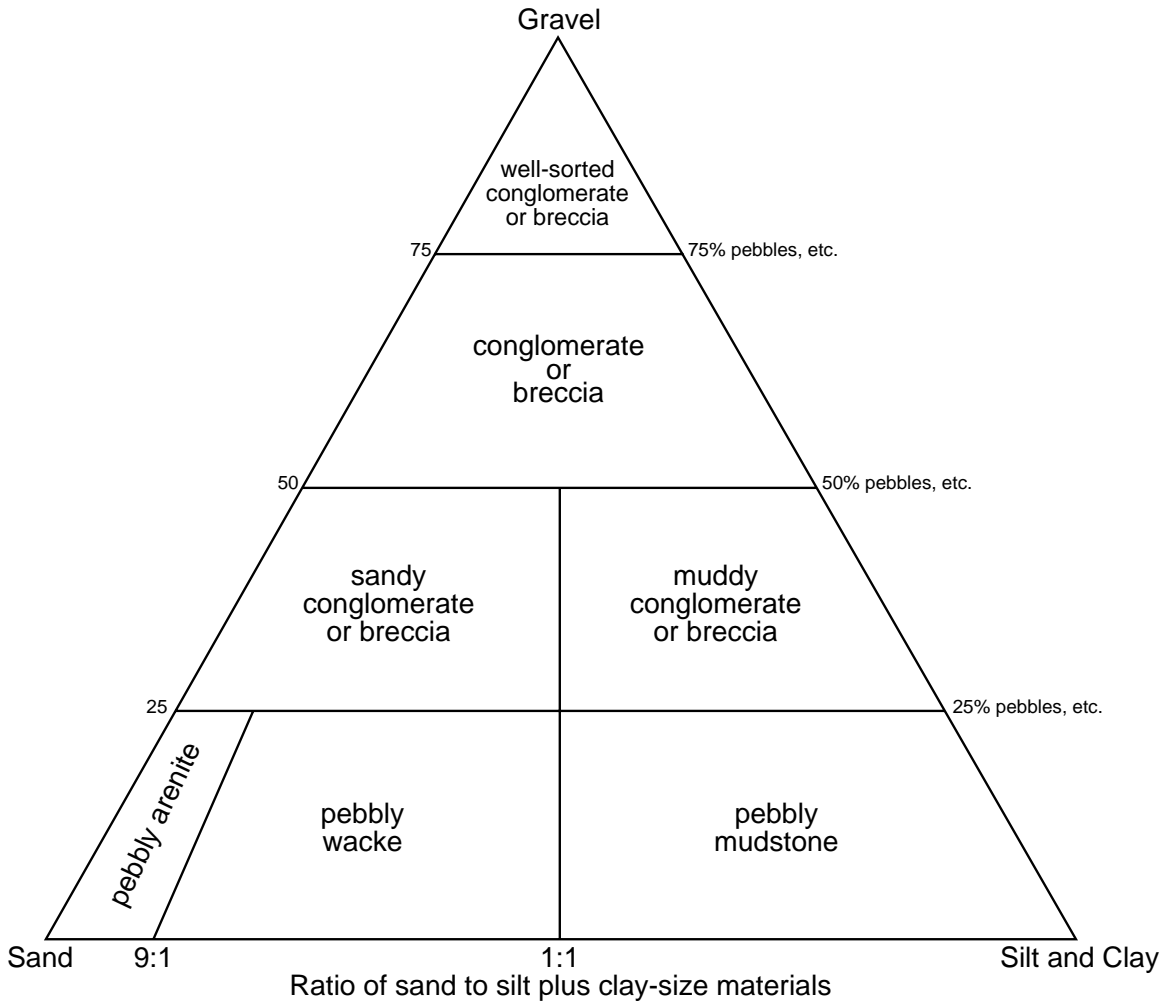 Gravel
well-sorted
conglomerate
or breccia
75
75% pebbles, etc.
conglomerate
or
breccia
50
50% pebbles, etc.
sandy
conglomerate
or breccia
muddy
conglomerate
or breccia
25
25% pebbles, etc.
pebbly arenite
pebbly
wacke
pebbly
mudstone
Sand
9:1
1:1
Silt and Clay
Ratio of sand to silt plus clay-size materials